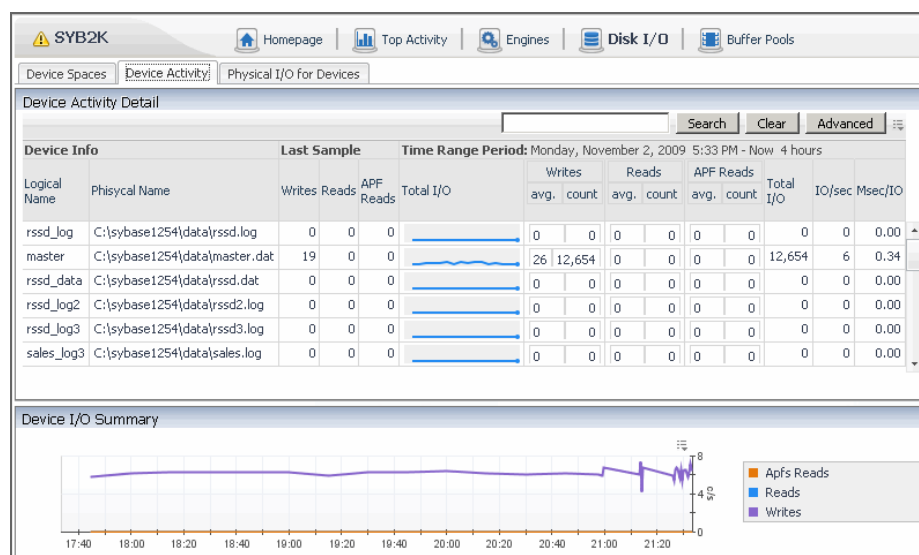 SYB2K Homepage Top Activity Engines Disk I/O Buffer Pools
Device Spaces Device Activity Physical I/O for Devices
Device Activity Detail
Search Clear Advanced
Device Info Last Sample Time Range Period: Monday, November 2, 2009 5:33 PM - Now 4 hours
Logical Name Phisycal Name Writes Reads APF Reads Total I/O Writes avg. count Reads avg. count APF Reads avg. count Total I/O IO/sec Msec/IO
rssd_log C:\sybase1254\data\rssd.log 0 0 0 0 0 0 0 0 0 0 0 0.00
master C:\sybase1254\data\master.dat 19 0 0 26 12,654 0 0 0 0 12,654 6 0.34
rssd_data C:\sybase1254\data\rssd.dat 0 0 0 0 0 0 0 0 0 0 0 0.00
rssd_log2 C:\sybase1254\data\rssd2.log 0 0 0 0 0 0 0 0 0 0 0 0.00
rssd_log3 C:\sybase1254\data\rssd3.log 0 0 0 0 0 0 0 0 0 0 0 0.00
sales_log3 C:\sybase1254\data\sales.log 0 0 0 0 0 0 0 0 0 0 0 0.00
Device I/O Summary
8
4
0
c/s
17:40 18:00 18:20 18:40 19:00 19:20 19:40 20:00 20:20 20:40 21:00 21:20
Apfs Reads
Reads
Writes